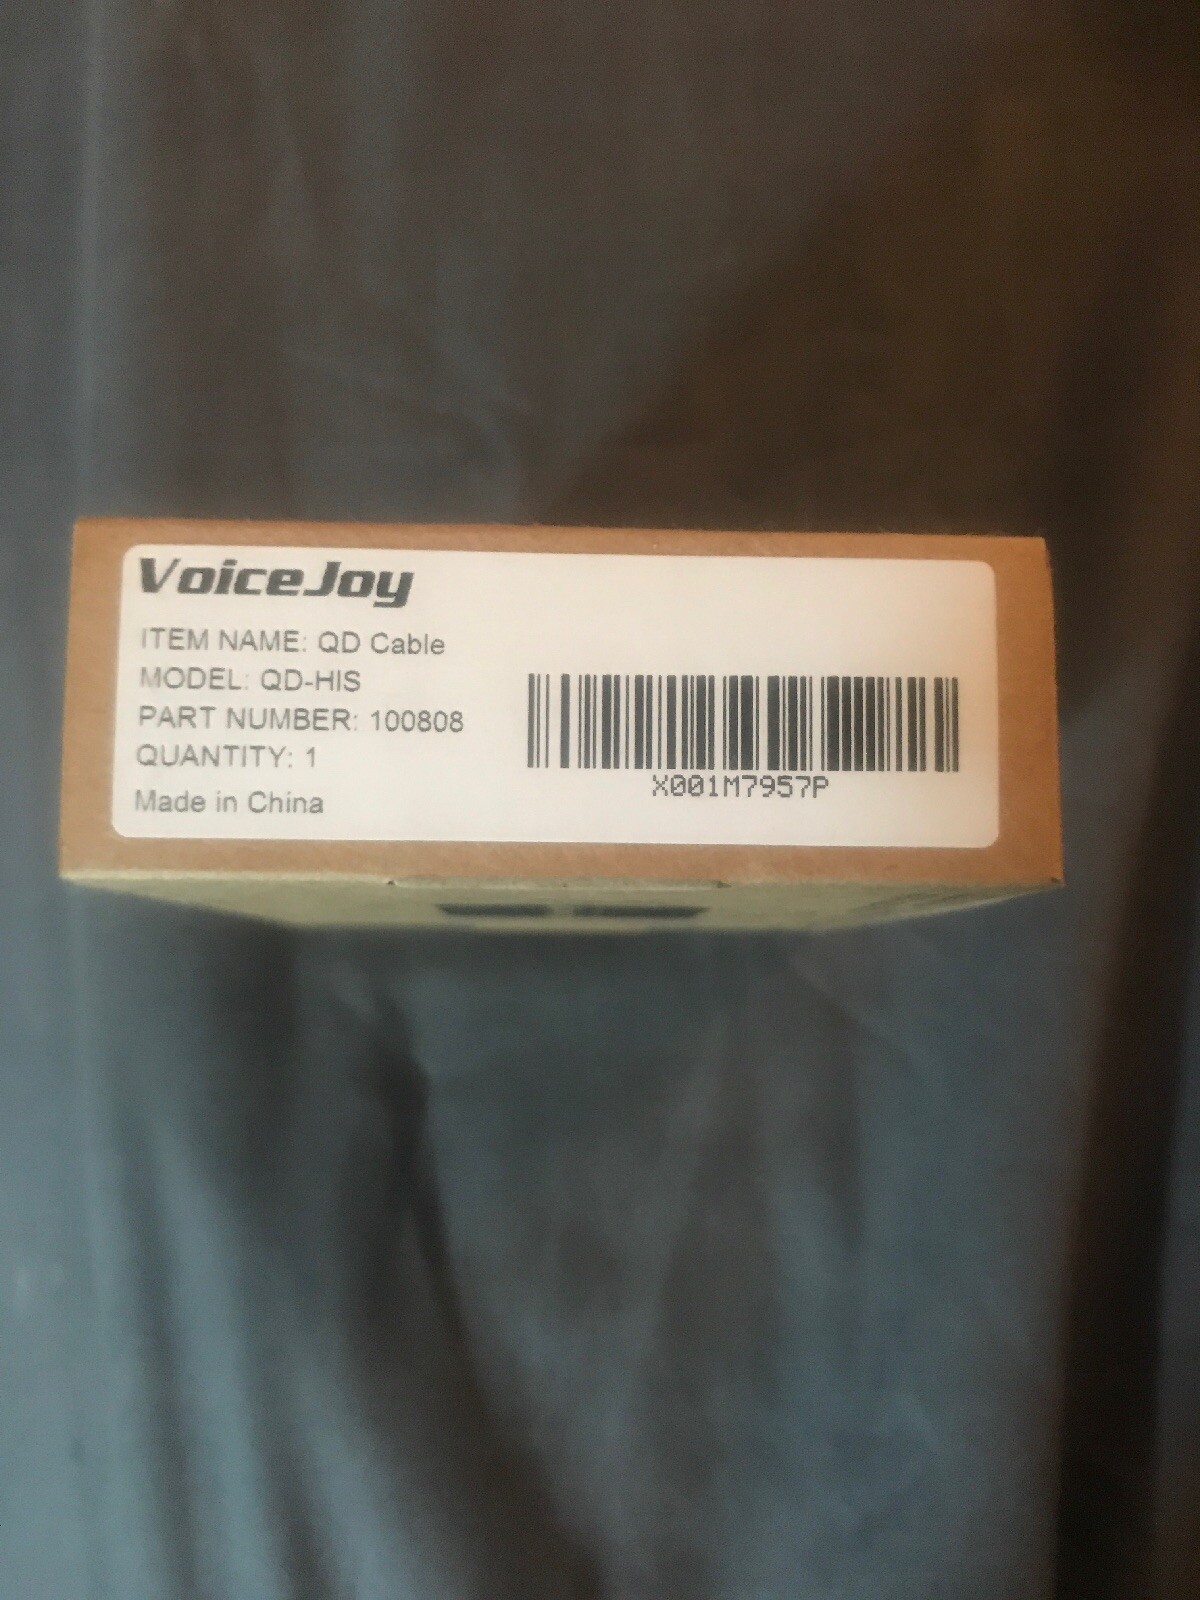 VoiceJoy
ITEM NAME: QD Cable
MODEL: QD-HIS
PART NUMBER: 100808
QUANTITY: 1
Made in China
X001M7957P